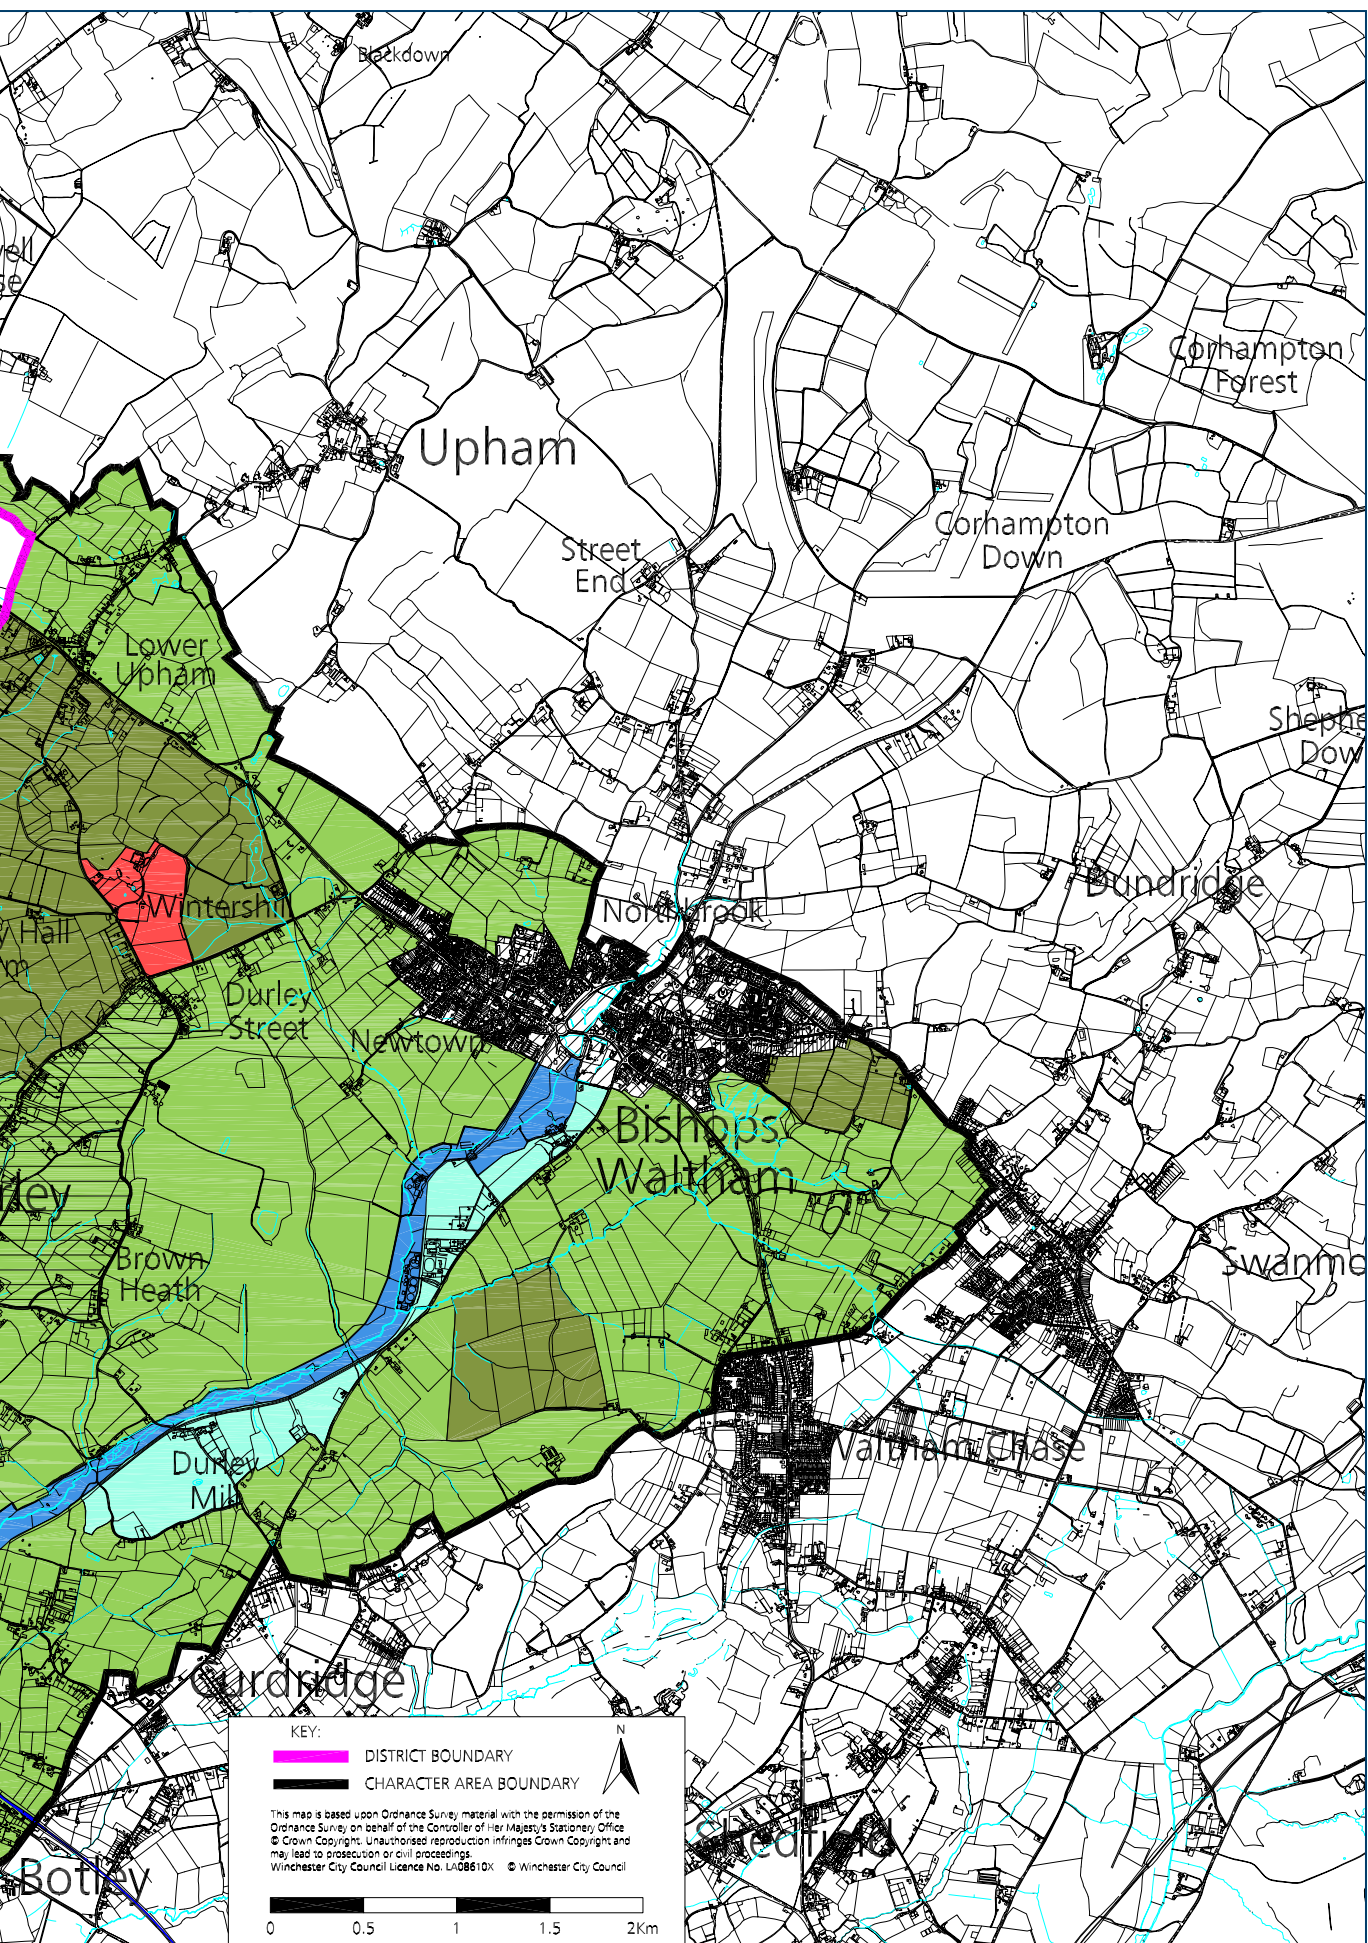 Blackdown
Corhampton
Forest
Upham
Corhampton
Down
Street
End
Lower
Upham
Dundridge
Wintershill
Northbrook
Hall
Durley
Street
Newtown
Bishops
Waltham
Brown
Heath
Waltham Chase
Durley
Mill
Curdridge
Shedfield
Botley
KEY:
N
DISTRICT BOUNDARY
CHARACTER AREA BOUNDARY
This map is based upon Ordnance Survey material with the permission of the
Ordnance Survey on behalf of the Controller of Her Majesty's Stationery Office
© Crown Copyright. Unauthorised reproduction infringes Crown Copyright and
may lead to prosecution or civil proceedings.
Winchester City Council Licence No. LA08610X © Winchester City Council
0 0.5 1 1.5 2Km